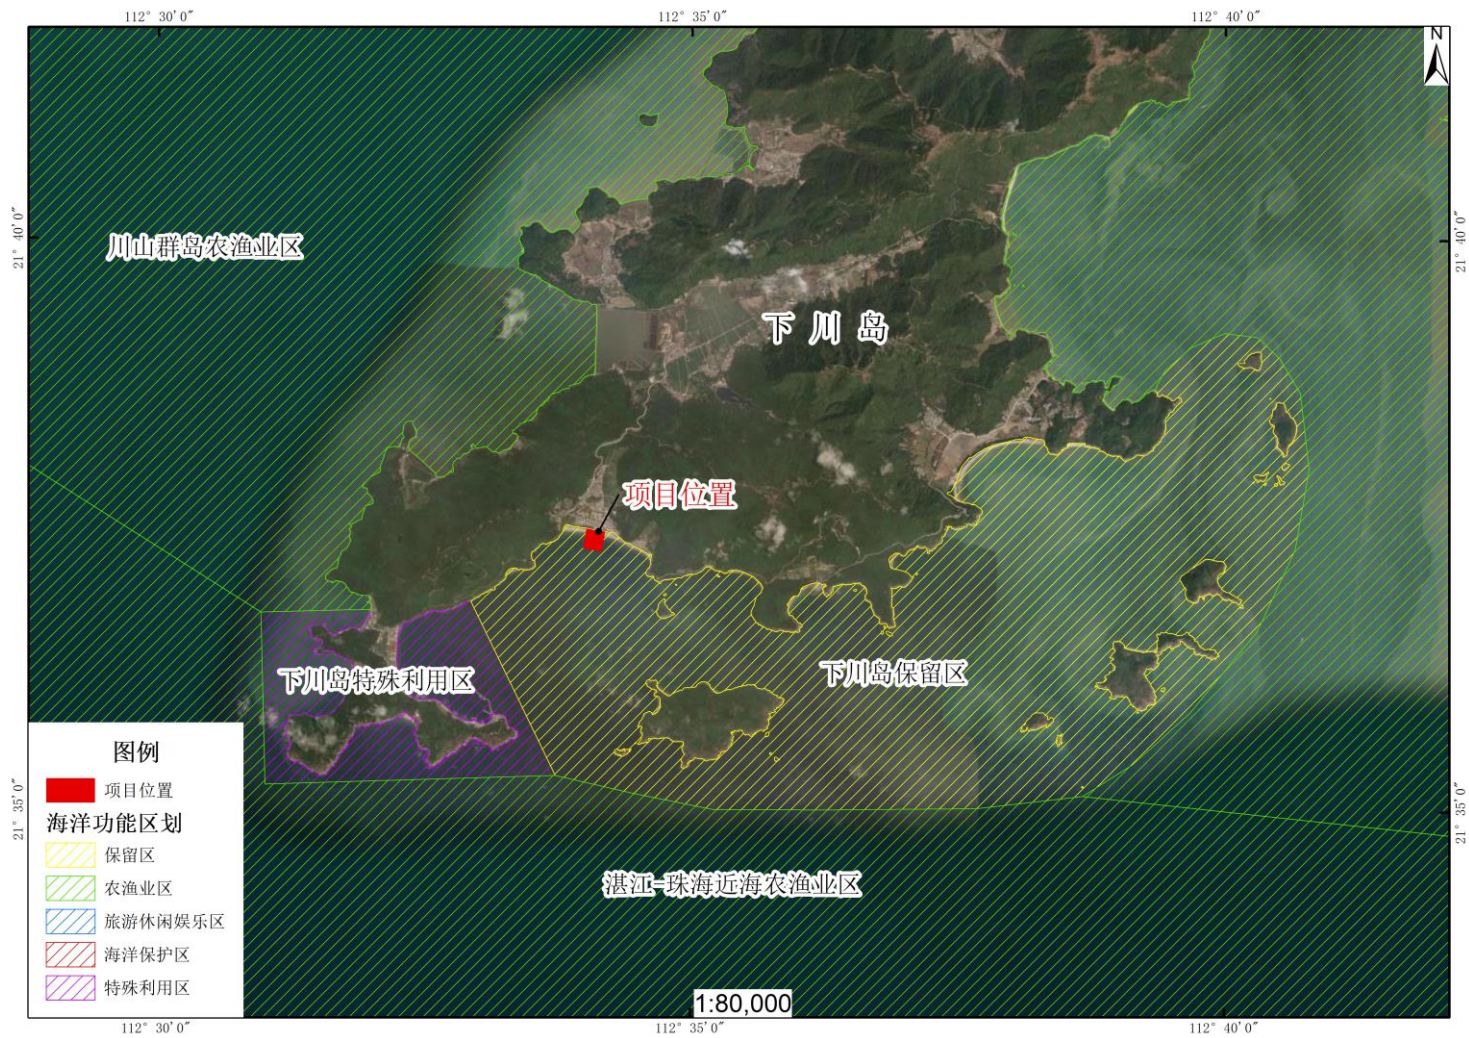 112° 30′0″
112° 35′0″
112° 40′0″
N
21° 40′0″
21° 40′0″
川山群岛农渔业区
下川岛
项目位置
下川岛特殊利用区
下川岛保留区
湛江-珠海近海农渔业区
图例
项目位置
海洋功能区划
保留区
农渔业区
旅游休闲娱乐区
海洋保护区
特殊利用区
21° 35′0″
21° 35′0″
1:80,000
112° 30′0″
112° 35′0″
112° 40′0″